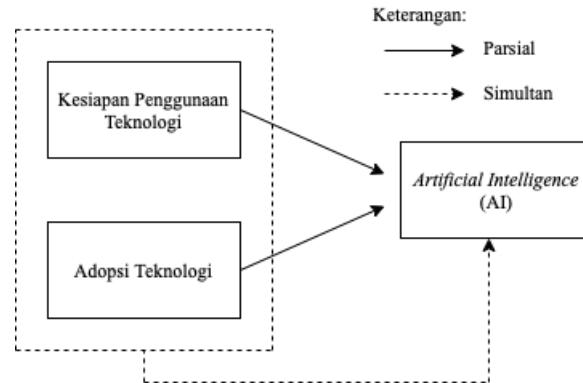 Keterangan:
Parsial
Simultan
Kesiapan Penggunaan
Teknologi
Adopsi Teknologi
Artificial Intelligence
(AI)